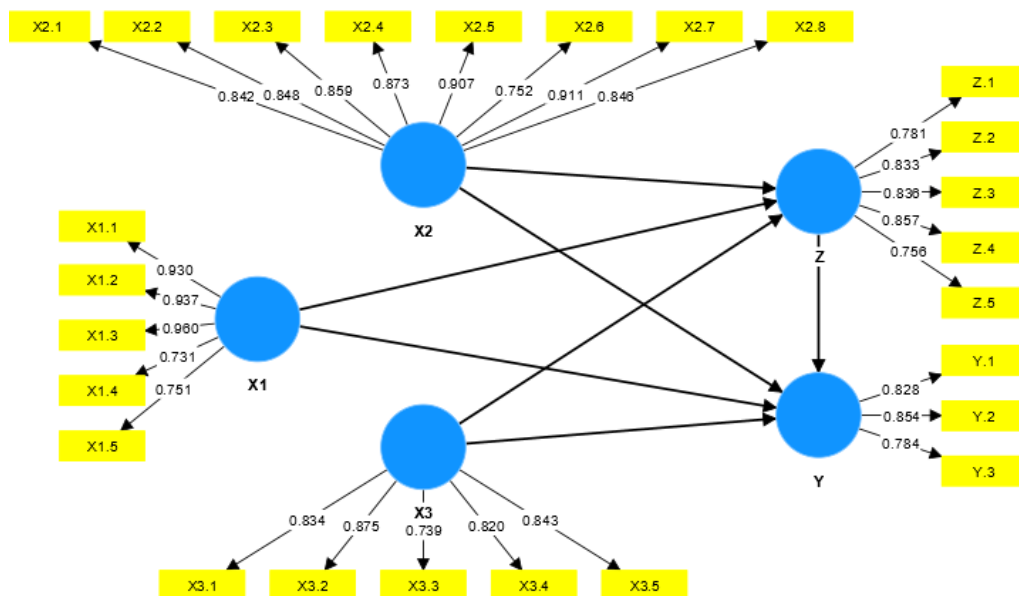 X2.1 X2.2 X2.3 X2.4 X2.5 X2.6 X2.7 X2.8
0.842 0.848 0.859 0.873 0.907 0.752 0.911 0.846
X2
Z.1
Z.2
Z.3
Z.4
Z.5
0.781
0.833
0.836
0.857
0.756
Z
X1.1
X1.2
X1.3
X1.4
X1.5
0.930
0.937
0.960
0.731
0.751
X1
Y.1
Y.2
Y.3
0.828
0.854
0.784
Y
X3
0.834 0.875 0.739 0.820 0.843
X3.1 X3.2 X3.3 X3.4 X3.5